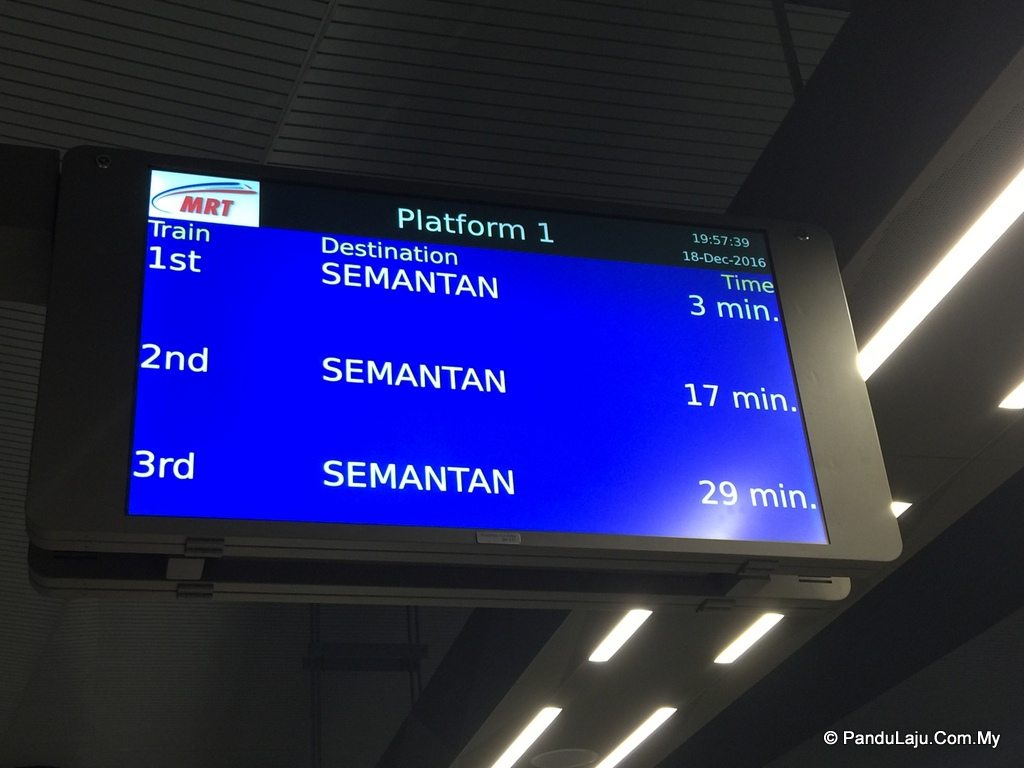 MRT
Platform 1
19:57:39
18-Dec-2016
Train Destination Time
1st SEMANTAN 3 min.
2nd SEMANTAN 17 min.
3rd SEMANTAN 29 min.
© PanduLaju.Com.My